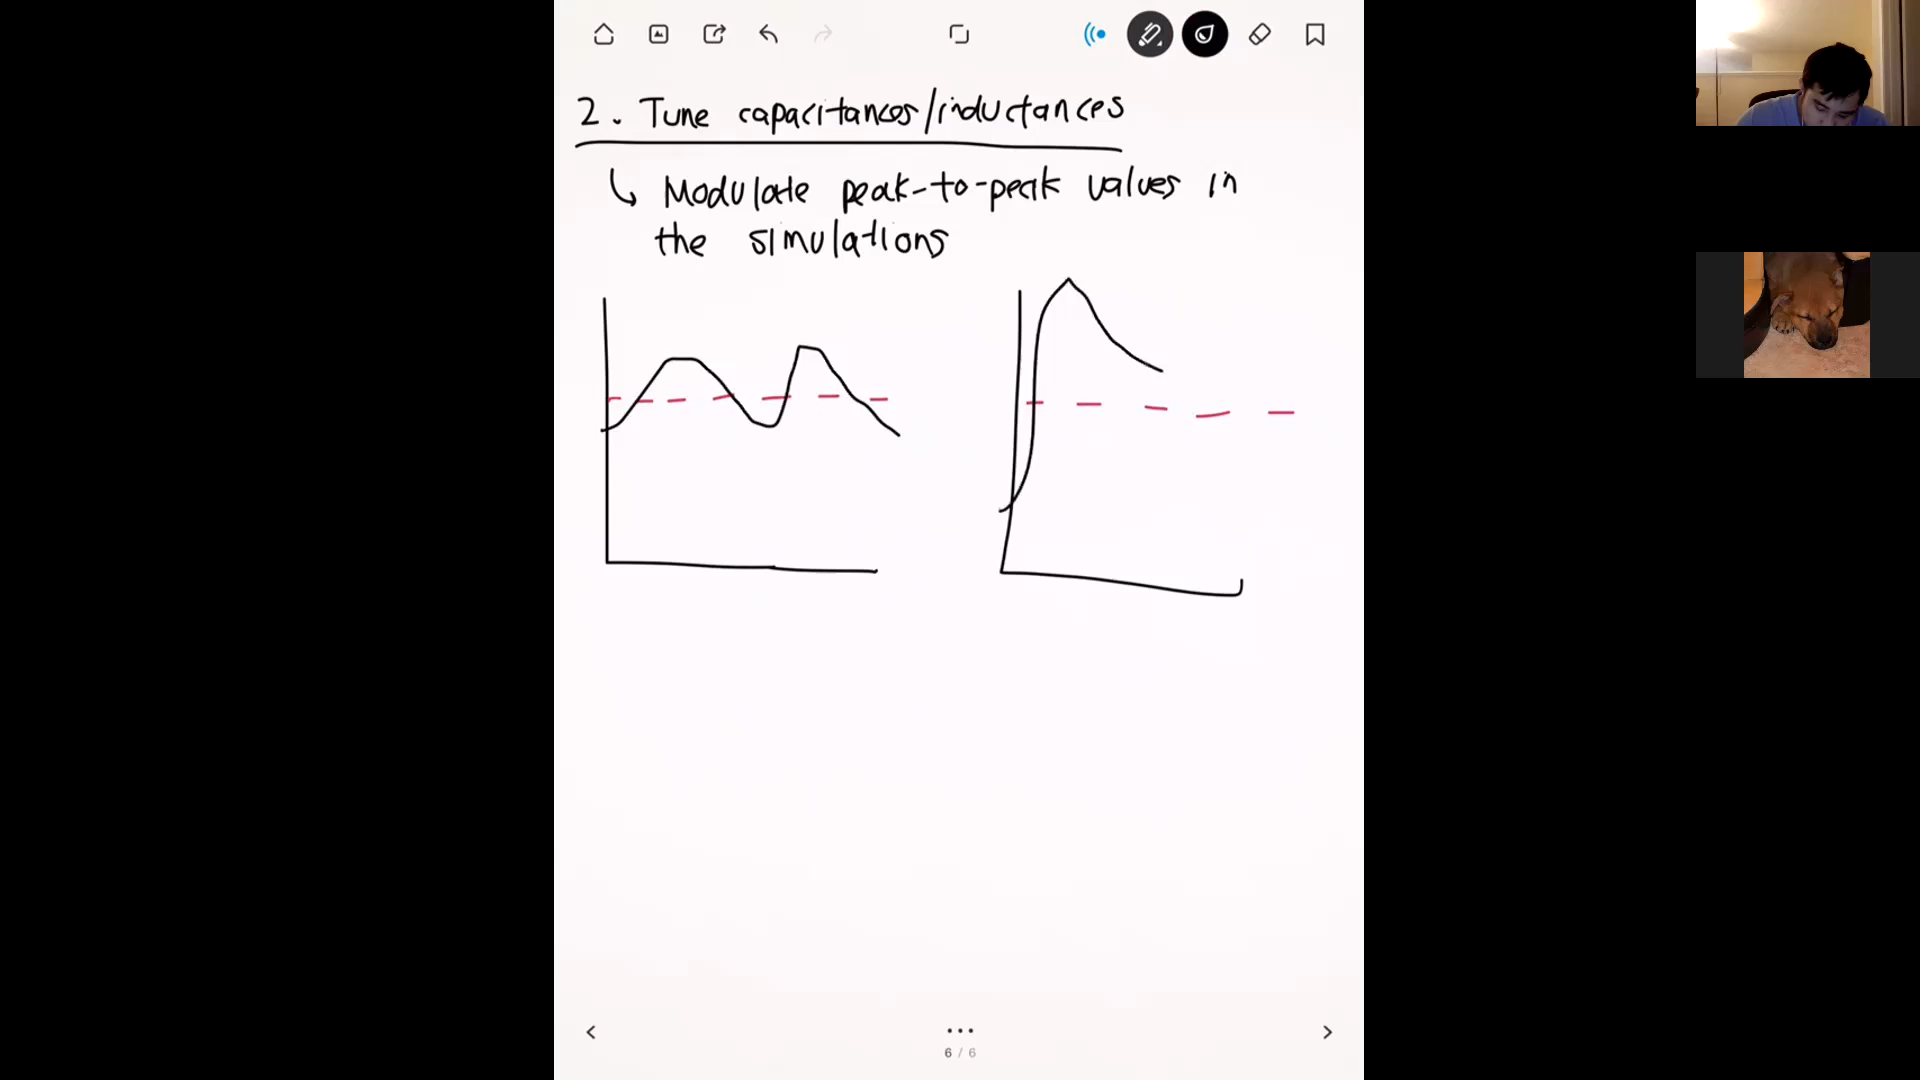 2. Tune capacitances/inductances
Modulate peak-to-peak values in
the simulations
6 / 6